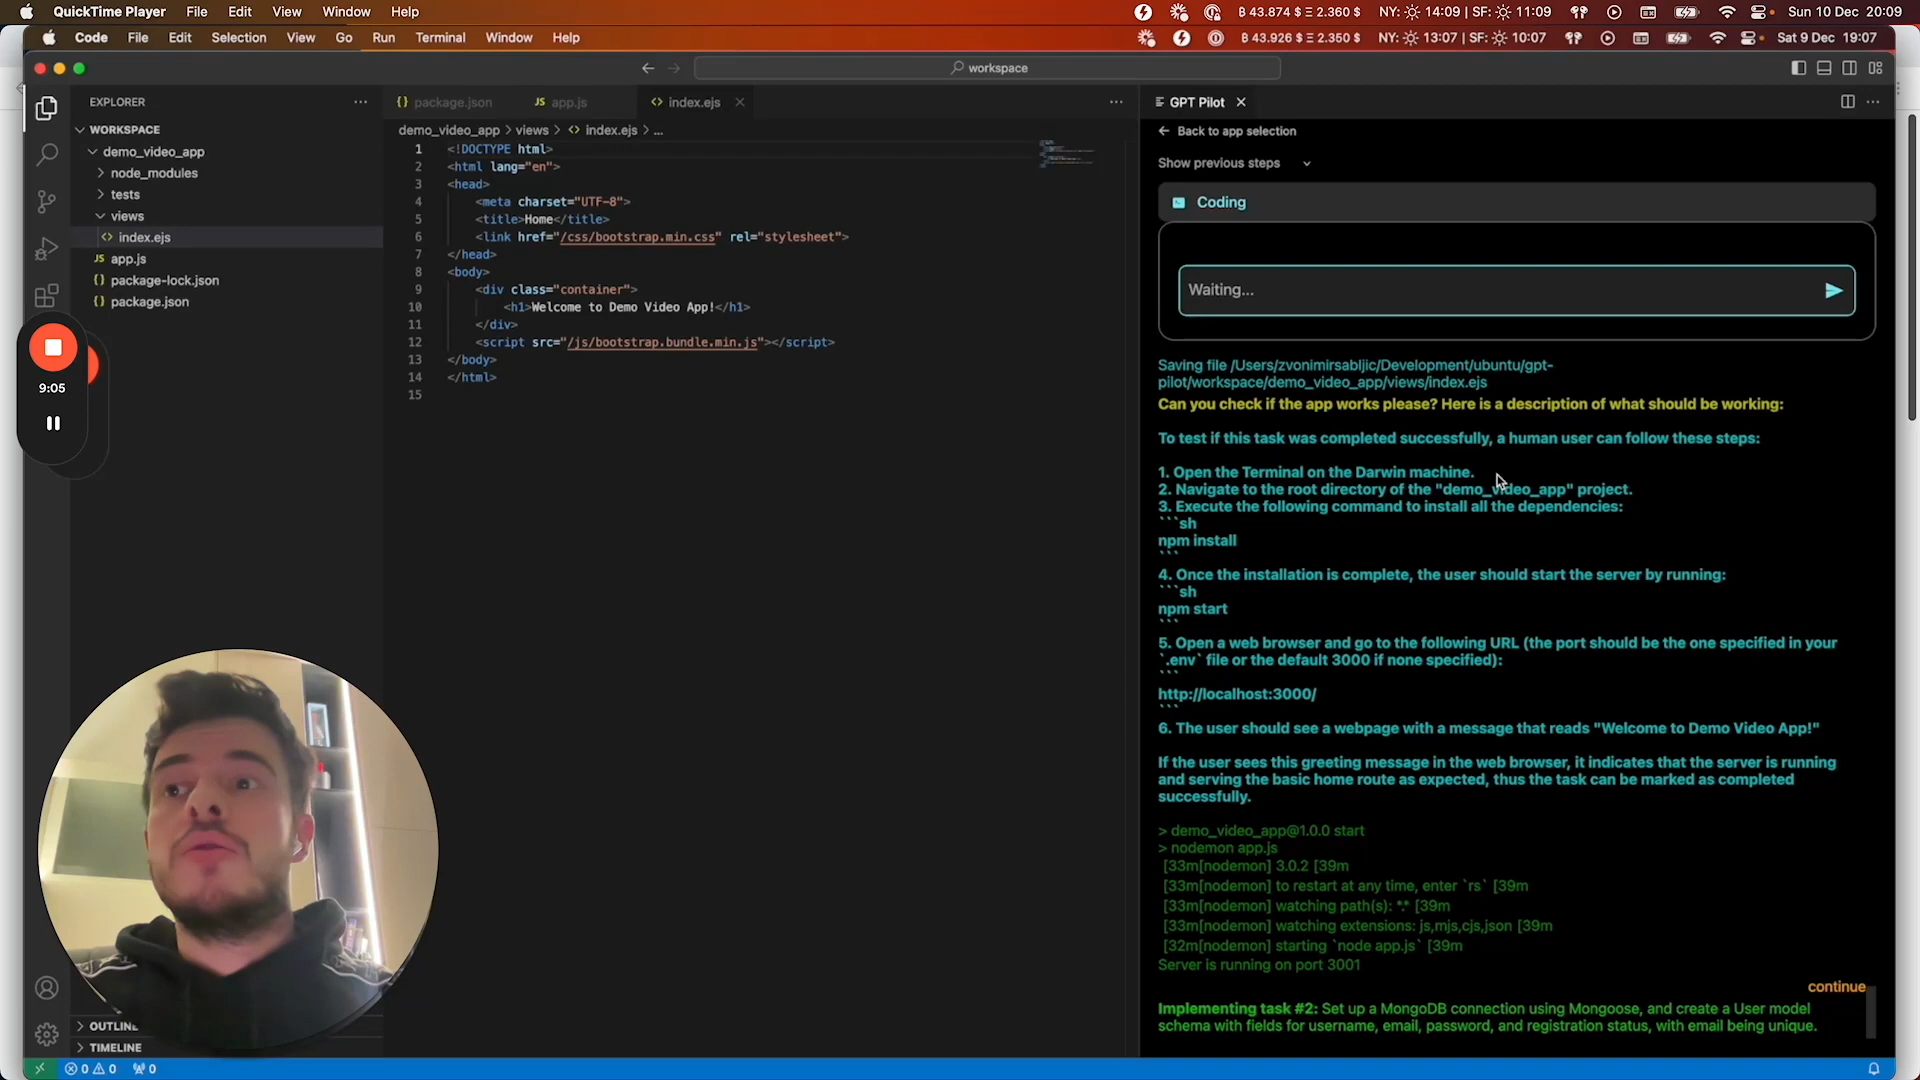 QuickTime Player File Edit View Window Help
฿ 43.874 $ Ξ 2.360 $ NY: 14:09 | SF: 11:09 Sun 10 Dec 20:09
Code File Edit Selection View Go Run Terminal Window Help
฿ 43.926 $ Ξ 2.350 $ NY: 13:07 | SF: 10:07 Sat 9 Dec 19:07
workspace
EXPLORER
WORKSPACE
demo_video_app
node_modules
tests
views
index.ejs
app.js
package-lock.json
package.json
9:05
OUTLINE
TIMELINE
package.json JS app.js index.ejs
demo_video_app > views > index.ejs > ...
1 <!DOCTYPE html>
2 <html lang="en">
3 <head>
4 <meta charset="UTF-8">
5 <title>Home</title>
6 <link href="/css/bootstrap.min.css" rel="stylesheet">
7 </head>
8 <body>
9 <div class="container">
10 <h1>Welcome to Demo Video App!</h1>
11 </div>
12 <script src="/js/bootstrap.bundle.min.js"></script>
13 </body>
14 </html>
15
GPT Pilot
Back to app selection
Show previous steps
Coding
Waiting...
Saving file /Users/zvonimirsabljic/Development/ubuntu/gpt-
pilot/workspace/demo_video_app/views/index.ejs
Can you check if the app works please? Here is a description of what should be working:
To test if this task was completed successfully, a human user can follow these steps:
1. Open the Terminal on the Darwin machine.
2. Navigate to the root directory of the "demo_video_app" project.
3. Execute the following command to install all the dependencies:
```sh
npm install
```
4. Once the installation is complete, the user should start the server by running:
```sh
npm start
```
5. Open a web browser and go to the following URL (the port should be the one specified in your
`.env` file or the default 3000 if none specified):
```
http://localhost:3000/
```
6. The user should see a webpage with a message that reads "Welcome to Demo Video App!"
If the user sees this greeting message in the web browser, it indicates that the server is running
and serving the basic home route as expected, thus the task can be marked as completed
successfully.
> demo_video_app@1.0.0 start
> nodemon app.js
[33m[nodemon] 3.0.2 [39m
[33m[nodemon] to restart at any time, enter `rs` [39m
[33m[nodemon] watching path(s): *.* [39m
[33m[nodemon] watching extensions: js,mjs,cjs,json [39m
[32m[nodemon] starting `node app.js` [39m
Server is running on port 3001
continue
Implementing task #2: Set up a MongoDB connection using Mongoose, and create a User model
schema with fields for username, email, password, and registration status, with email being unique.
0 0 0